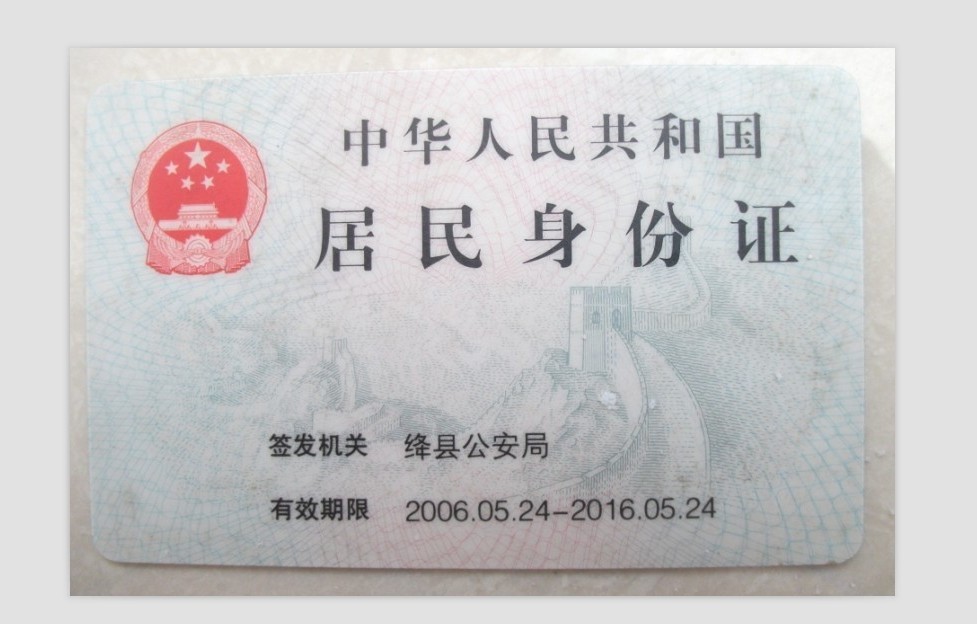 中华人民共和国
居民身份证
签发机关 绛县公安局
有效期限 2006.05.24-2016.05.24